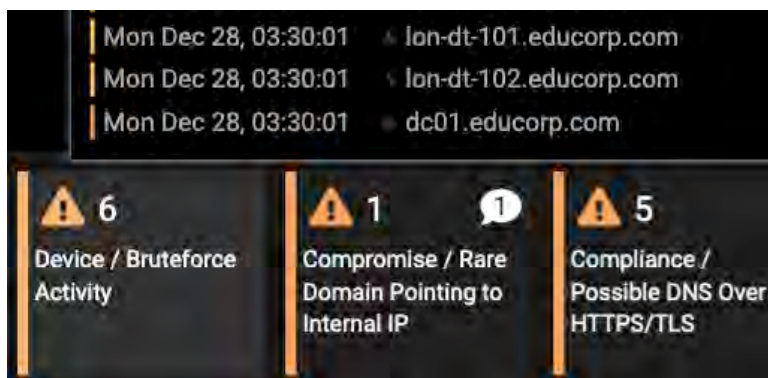 Mon Dec 28, 03:30:01 lon-dt-101.educorp.com
Mon Dec 28, 03:30:01 lon-dt-102.educorp.com
Mon Dec 28, 03:30:01 dc01.educorp.com
6
Device / Bruteforce
Activity
1
1
Compromise / Rare
Domain Pointing to
Internal IP
5
Compliance /
Possible DNS Over
HTTPS/TLS